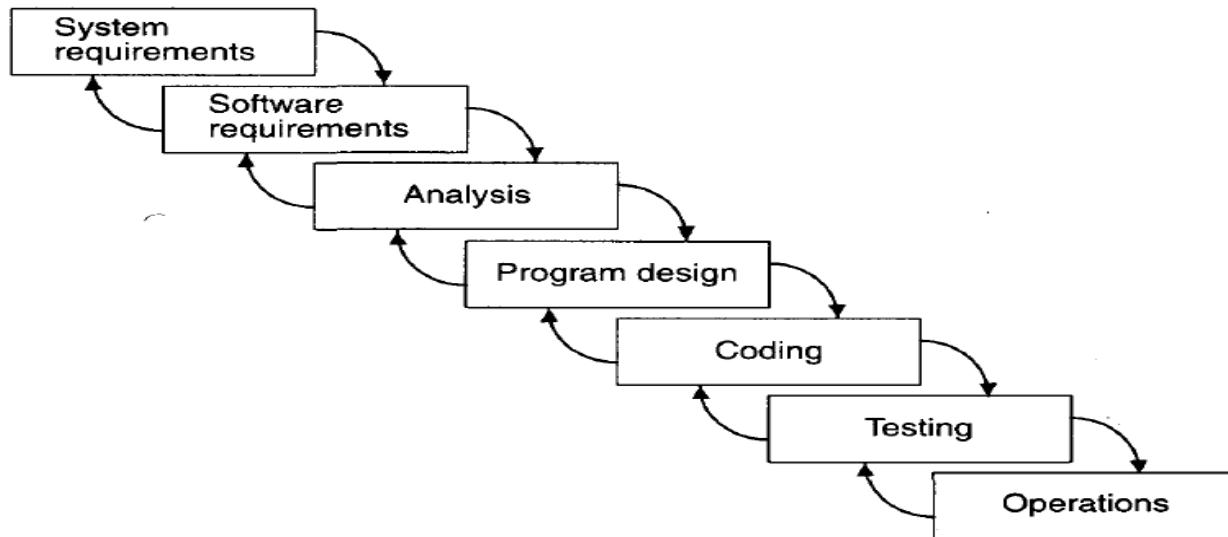 System
requirements
Software
requirements
Analysis
Program design
Coding
Testing
Operations